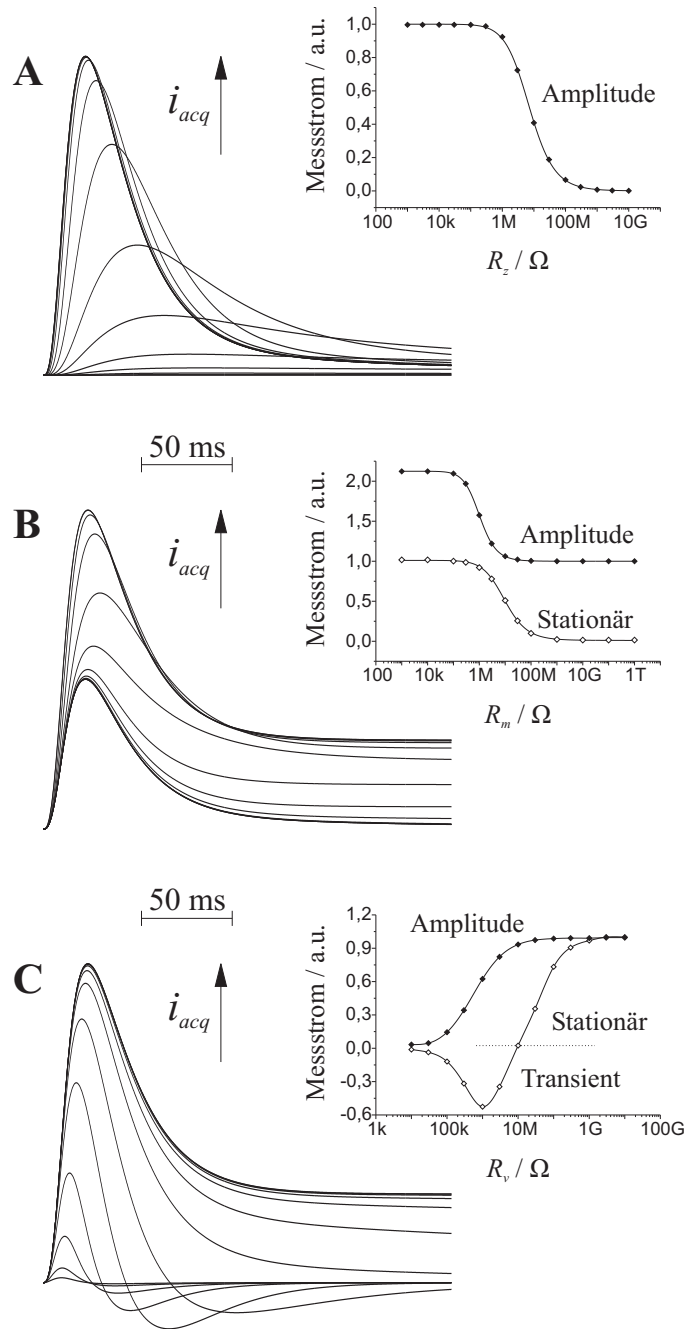 A
i_acq
Messstrom / a.u.
1,0
0,8
0,6
0,4
0,2
0,0
Amplitude
100 10k 1M 100M 10G
R_z / Ω
50 ms
B
i_acq
Messstrom / a.u.
2,0
1,5
1,0
0,5
0,0
Amplitude
Stationär
100 10k 1M 100M 10G 1T
R_m / Ω
50 ms
C
i_acq
Messstrom / a.u.
1,2
0,9
0,6
0,3
0,0
-0,3
-0,6
Amplitude
Stationär
Transient
1k 100k 10M 1G 100G
R_v / Ω